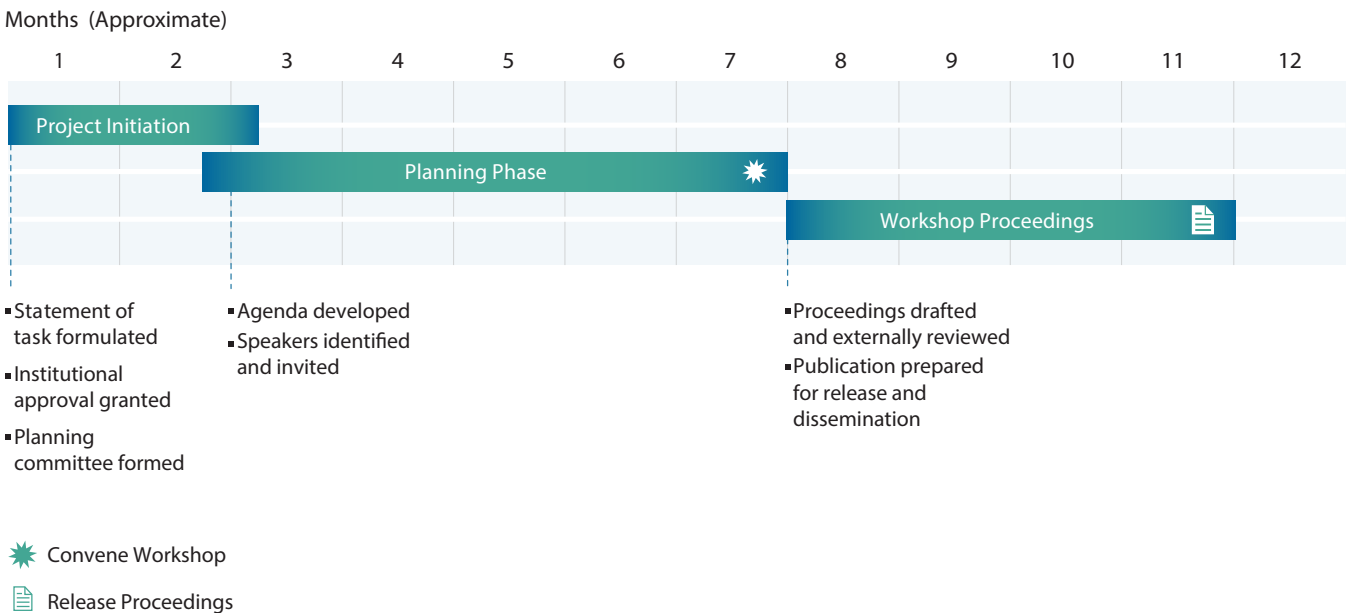 Months (Approximate)
1 2 3 4 5 6 7 8 9 10 11 12
Project Initiation
Planning Phase
Workshop Proceedings
▪Statement of
task formulated
▪Institutional
approval granted
▪Planning
committee formed
▪Agenda developed
▪Speakers identified
and invited
▪Proceedings drafted
and externally reviewed
▪Publication prepared
for release and
dissemination
Convene Workshop
Release Proceedings